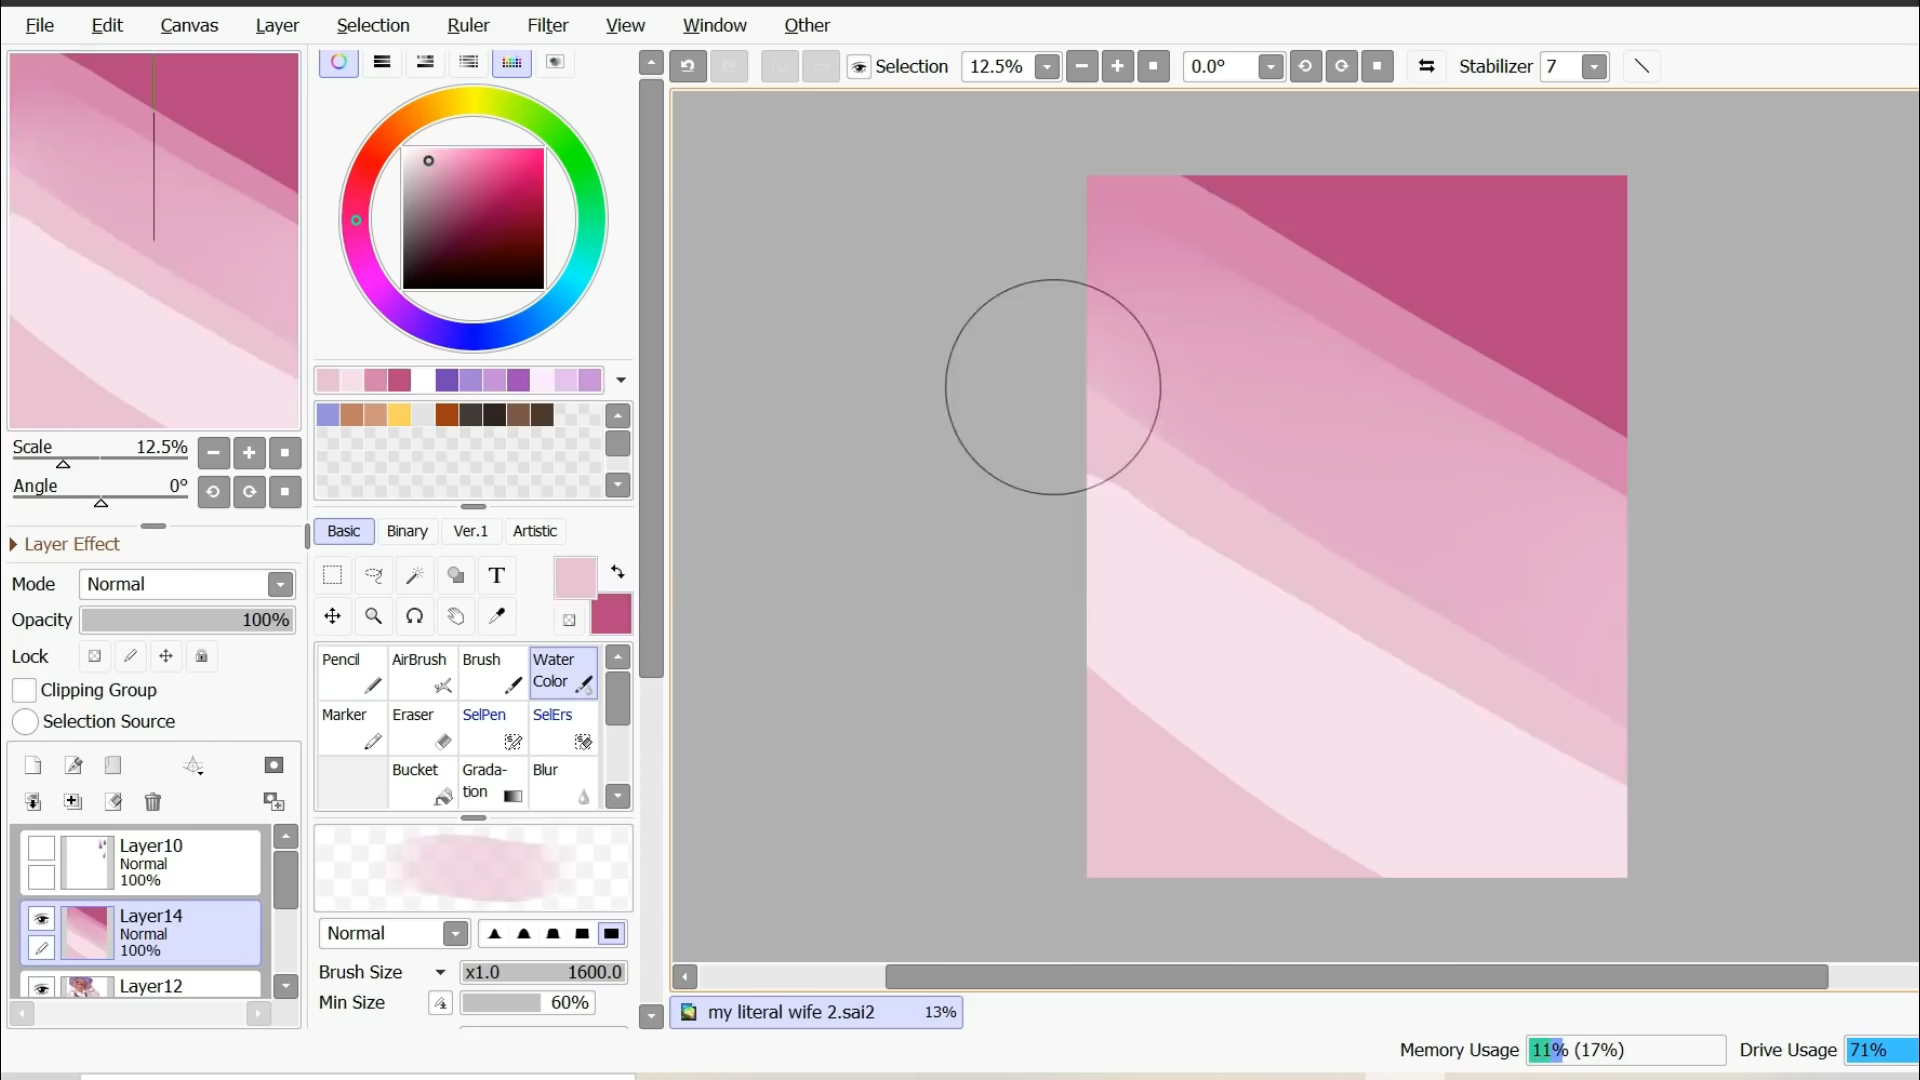 File Edit Canvas Layer Selection Ruler Filter View Window Other
Selection 12.5% 0.0° Stabilizer 7
Scale 12.5%
Angle 0°
Layer Effect
Mode Normal
Opacity 100%
Lock
Clipping Group
Selection Source
Layer10
Normal
100%
Layer14
Normal
100%
Layer12
Basic Binary Ver.1 Artistic
T
Pencil AirBrush Brush Water Color
Marker Eraser SelPen SelErs
Bucket Grada-tion Blur
Normal
Brush Size x1.0 1600.0
Min Size 60%
my literal wife 2.sai2 13%
Memory Usage 11% (17%) Drive Usage 71%